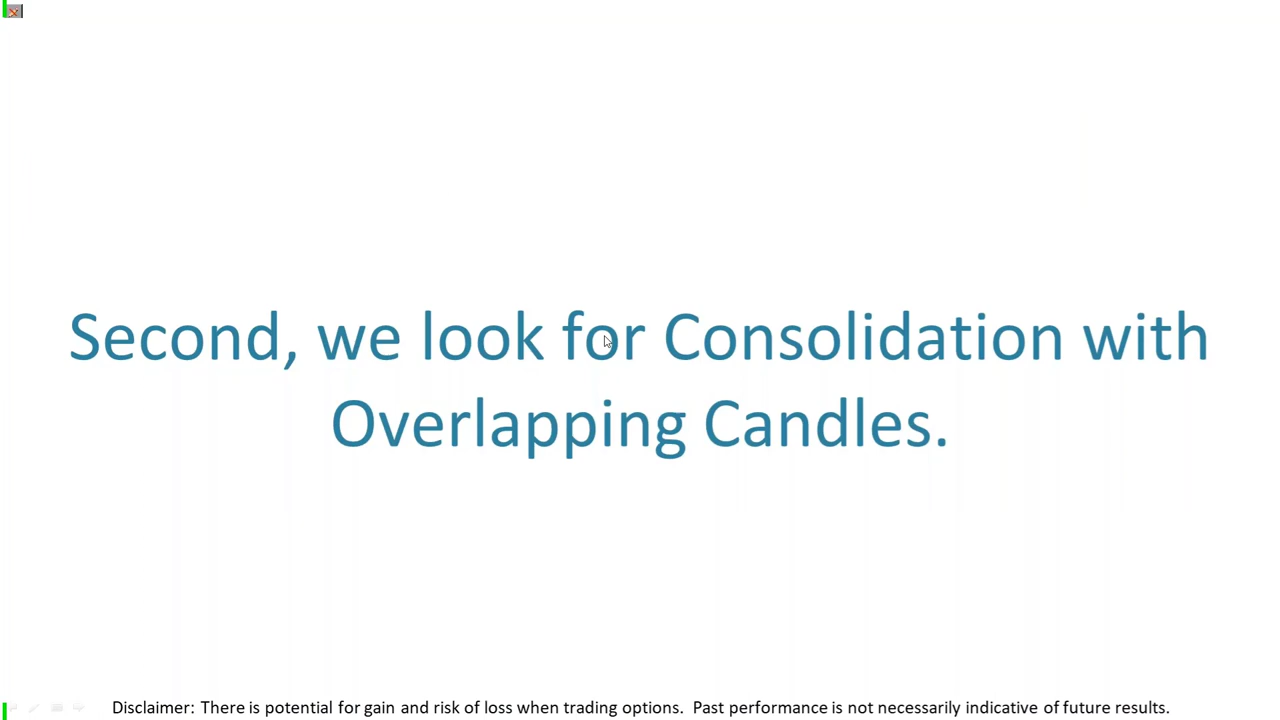 Second, we look for Consolidation with
Overlapping Candles.
Disclaimer: There is potential for gain and risk of loss when trading options.  Past performance is not necessarily indicative of future results.